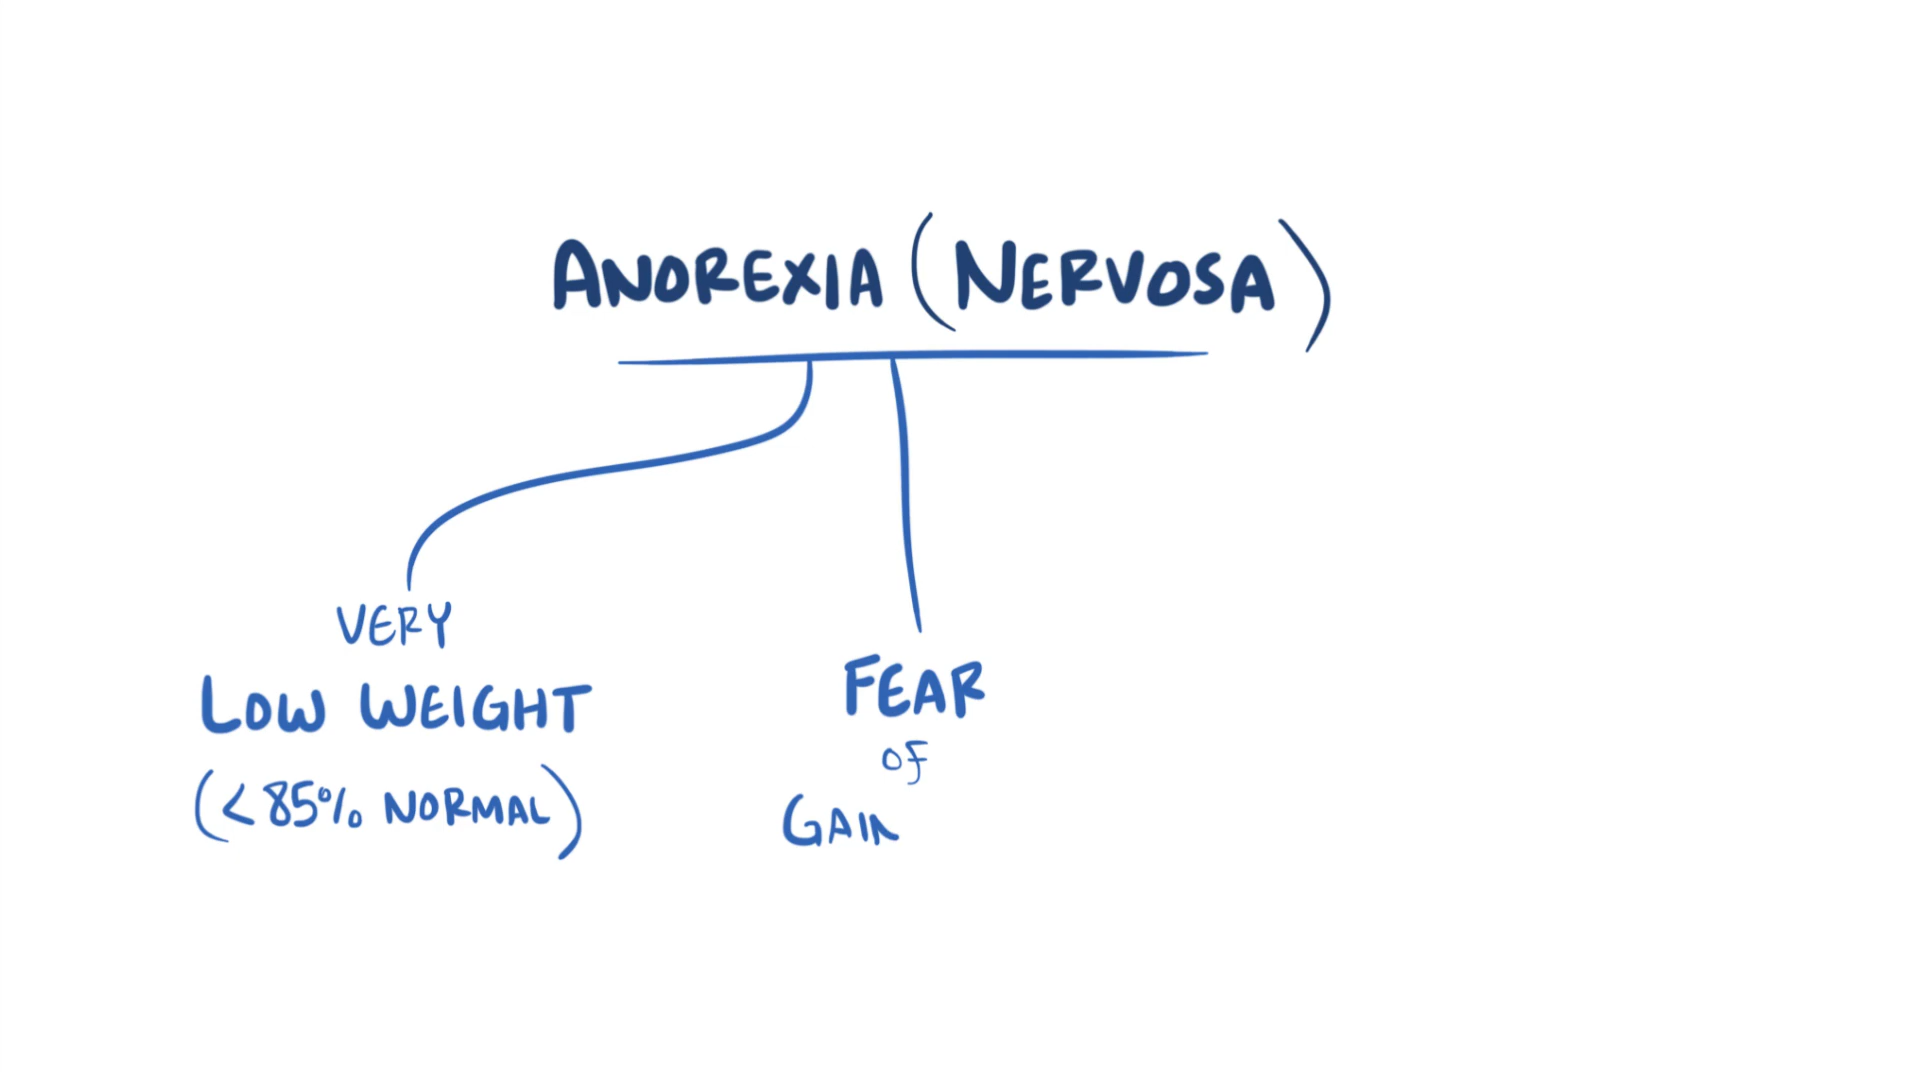 ANOREXIA (NERVOSA)
VERY
LOW WEIGHT
(< 85% NORMAL)
FEAR
OF
GAIN